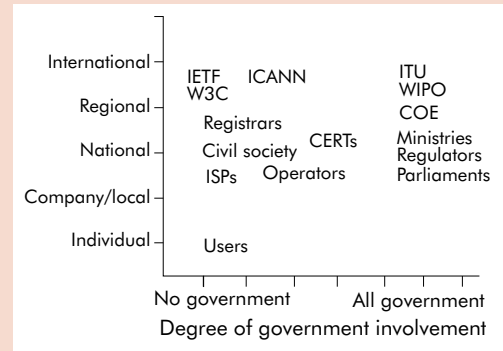 International
IETF ICANN ITU
W3C WIPO
Regional COE
Registrars
CERTs Ministries
National Civil society Regulators
ISPs Operators Parliaments
Company/local
Individual Users
No government All government
Degree of government involvement